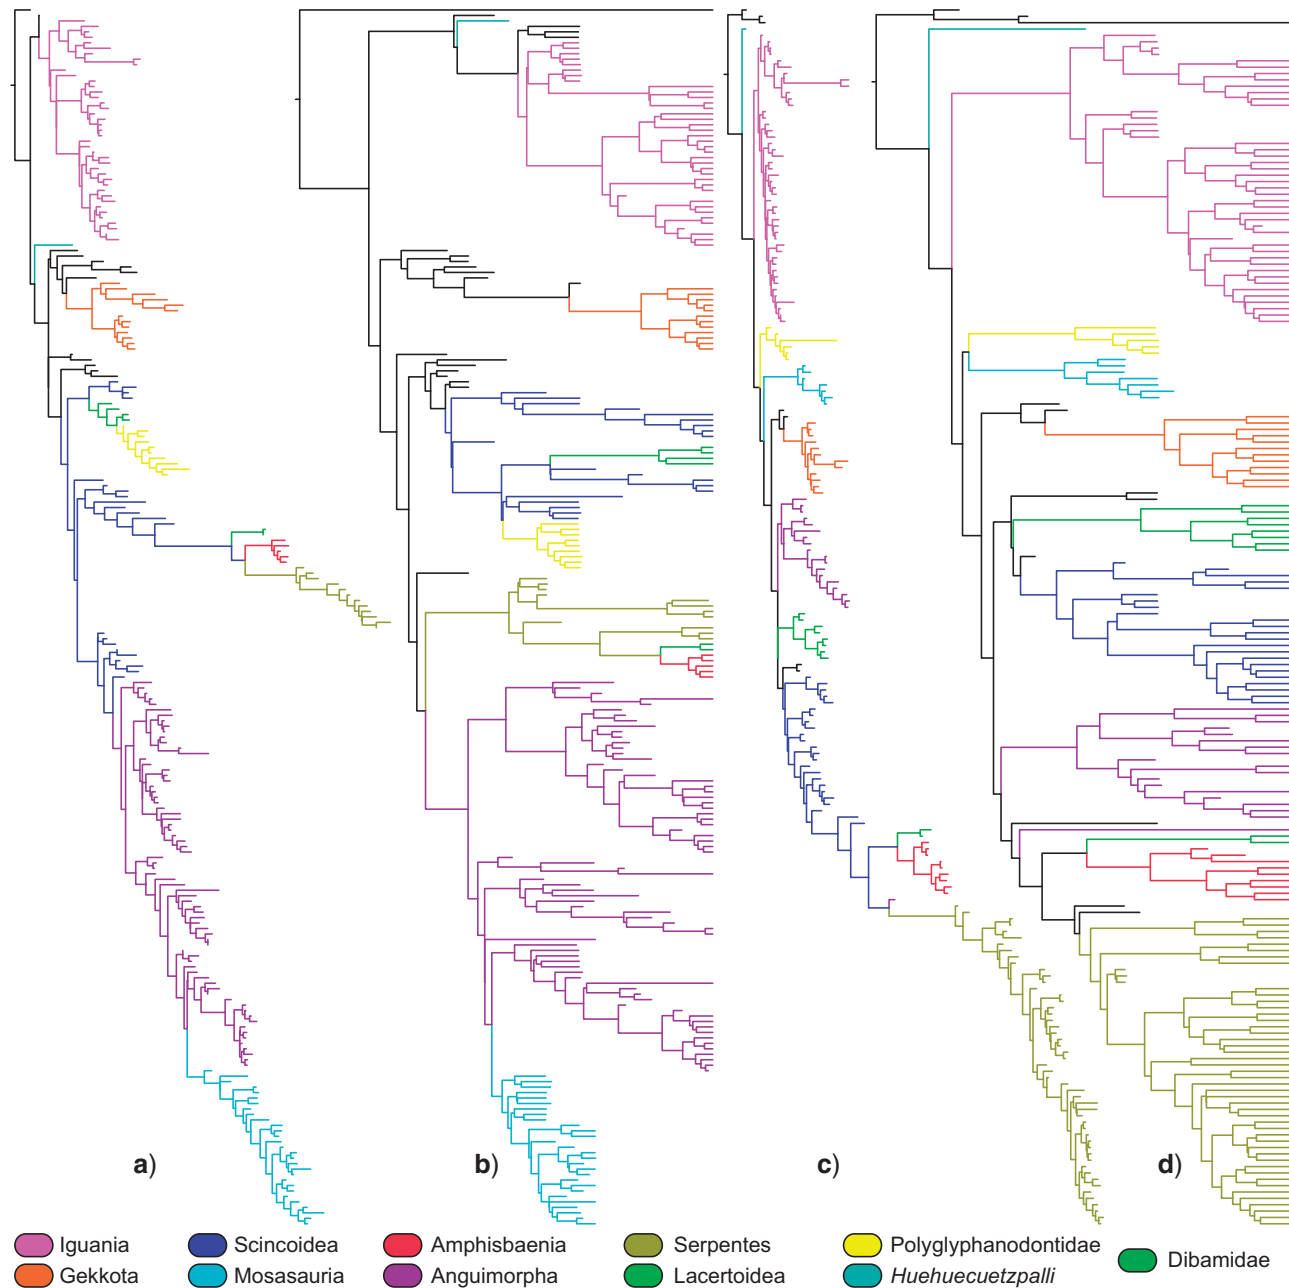 a) b) c) d)
Iguania Scincoidea Amphisbaenia Serpentes Polyglyphanodontidae Dibamidae
Gekkota Mosasauria Anguimorpha Lacertoidea Huehuecuetzpalli